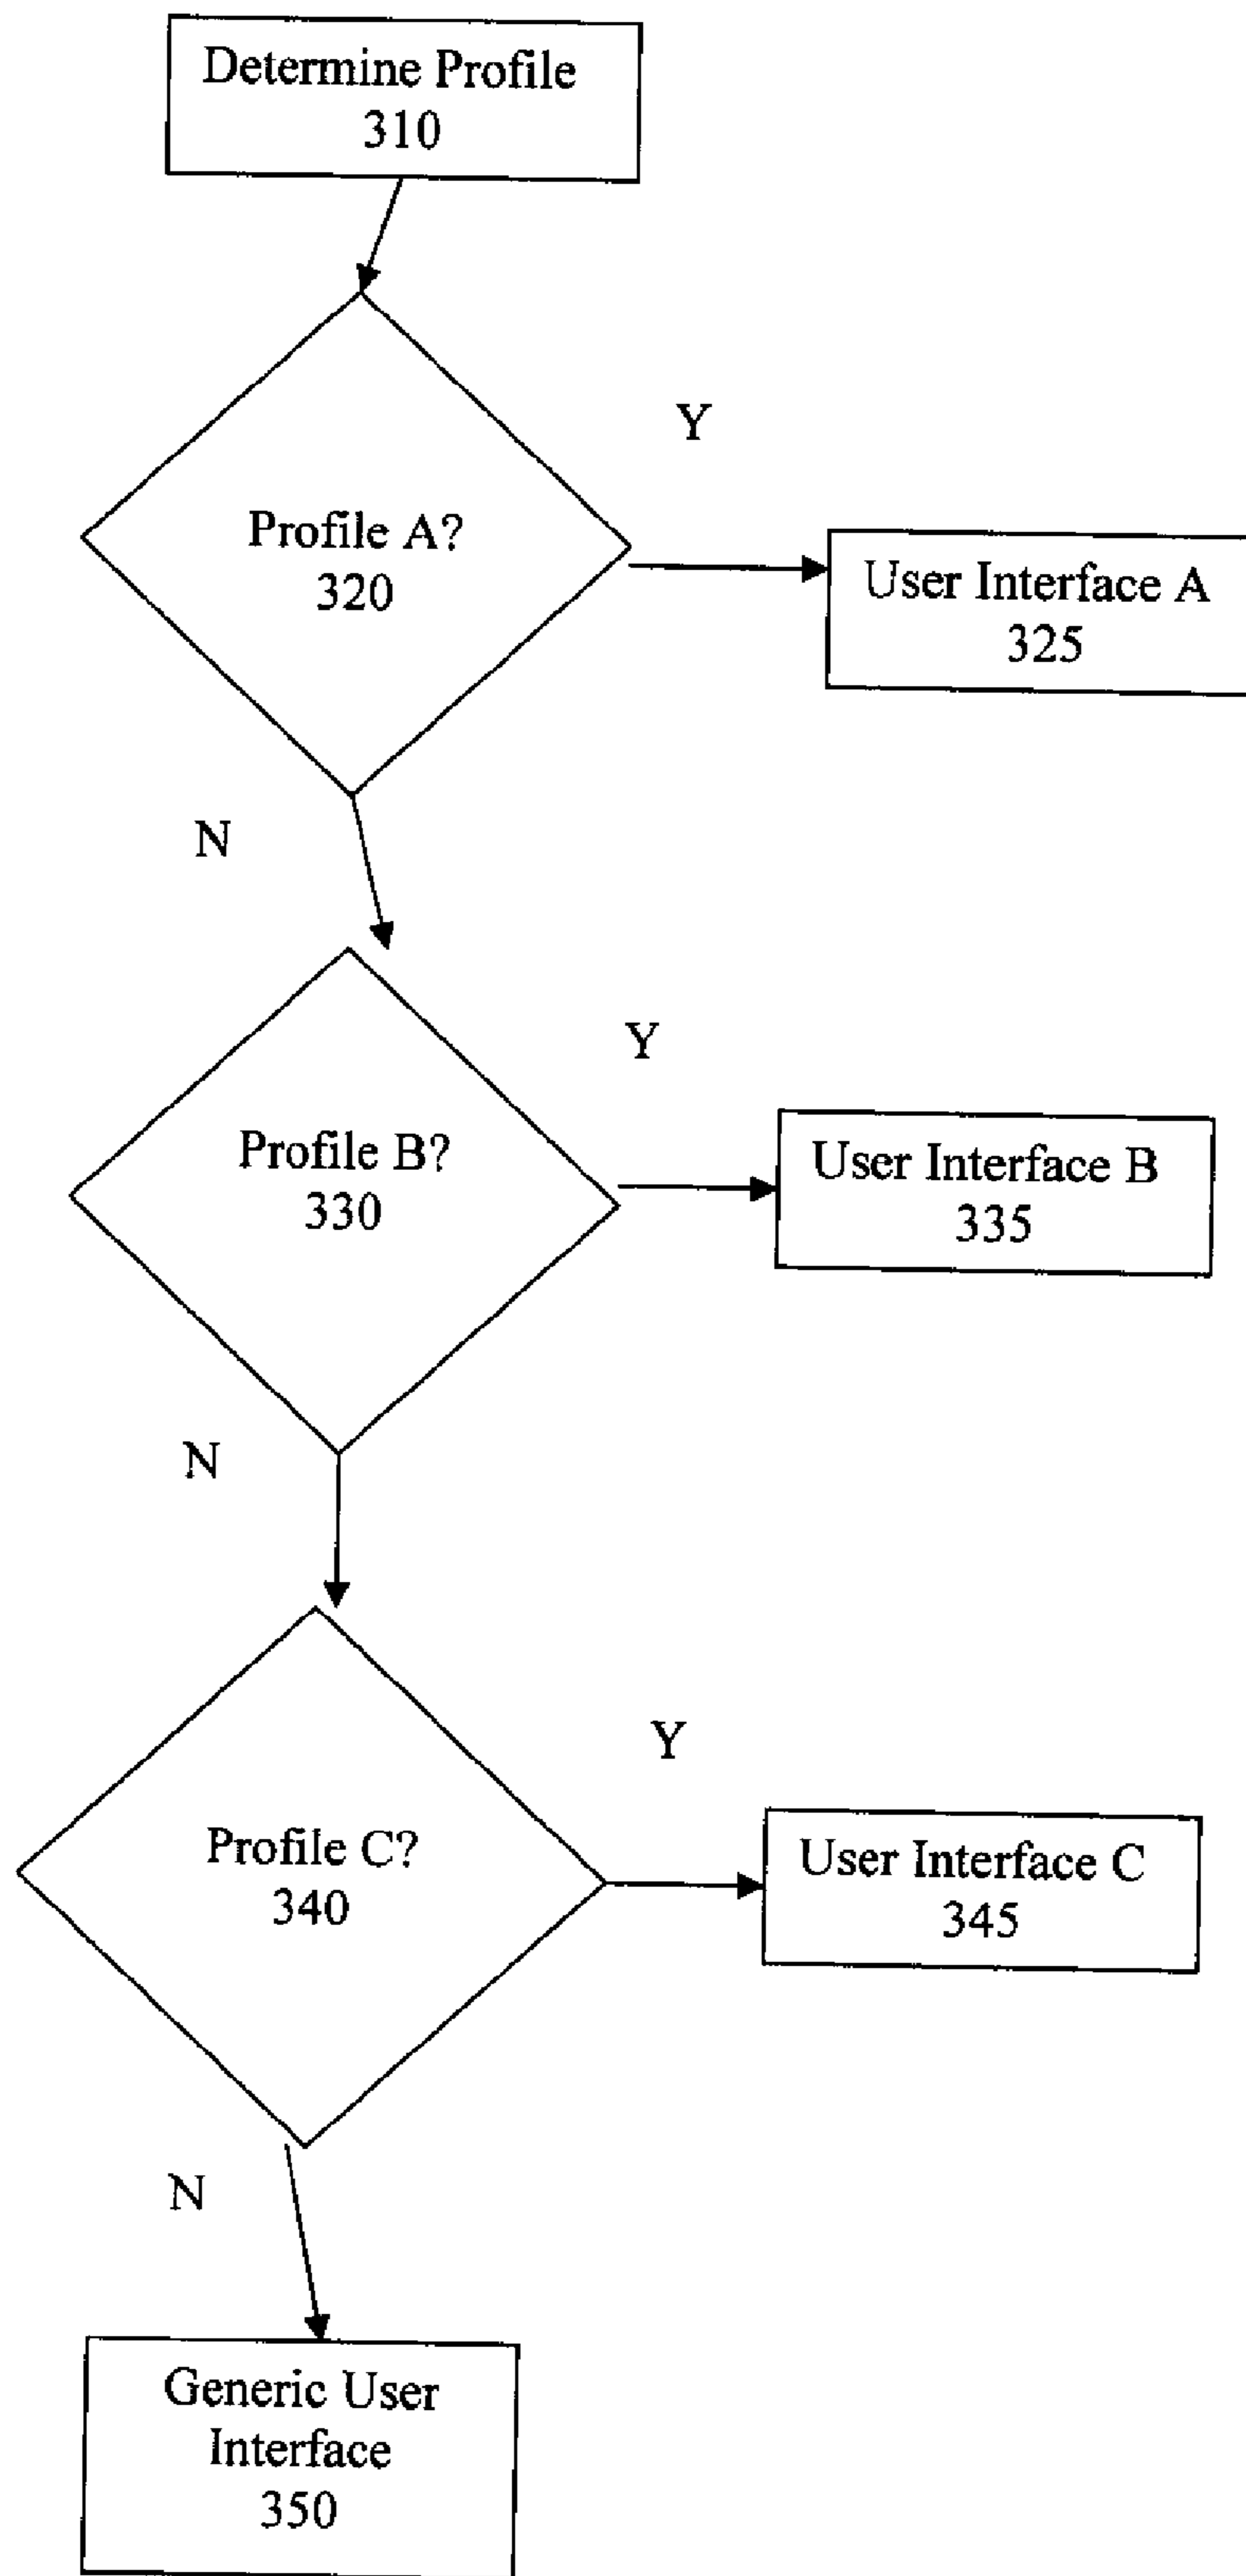 Determine Profile
310
Y
Profile A?
320
User Interface A
325
N
Y
Profile B?
330
User Interface B
335
N
Y
Profile C?
340
User Interface C
345
N
Generic User
Interface
350